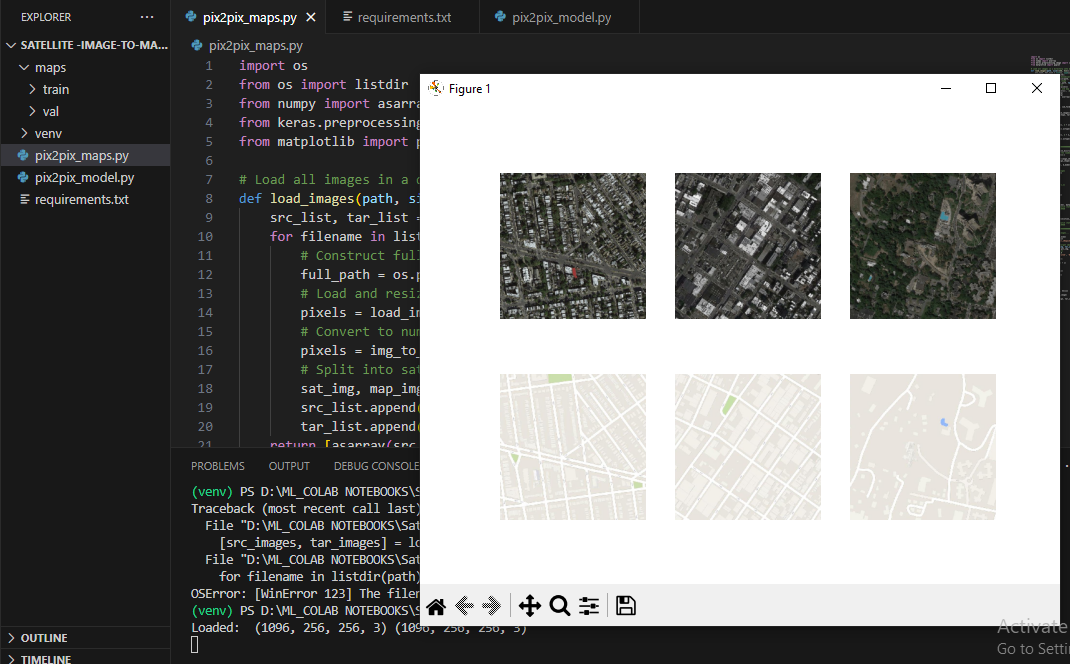 EXPLORER
SATELLITE -IMAGE-TO-MA...
maps
train
val
venv
pix2pix_maps.py
pix2pix_model.py
requirements.txt
OUTLINE
TIMELINE
pix2pix_maps.py
requirements.txt
pix2pix_model.py
pix2pix_maps.py
1 import os
2 from os import listdir
3 from numpy import asarra
4 from keras.preprocessing
5 from matplotlib import p
6
7 # Load all images in a d
8 def load_images(path, si
9 src_list, tar_list =
10 for filename in list
11 # Construct full
12 full_path = os.p
13 # Load and resiz
14 pixels = load_im
15 # Convert to num
16 pixels = img_to_
17 # Split into sat
18 sat_img, map_img
19 src_list.append(
20 tar_list.append(
21 return [asarray(src
Figure 1
PROBLEMS OUTPUT DEBUG CONSOLE
(venv) PS D:\ML_COLAB NOTEBOOKS\S
Traceback (most recent call last)
File "D:\ML_COLAB NOTEBOOKS\Sat
[src_images, tar_images] = lo
File "D:\ML_COLAB NOTEBOOKS\Sat
for filename in listdir(path)
OSError: [WinError 123] The filen
(venv) PS D:\ML_COLAB NOTEBOOKS\S
Loaded: (1096, 256, 256, 3) (1096, 256, 256, 3)
Activate
Go to Setti